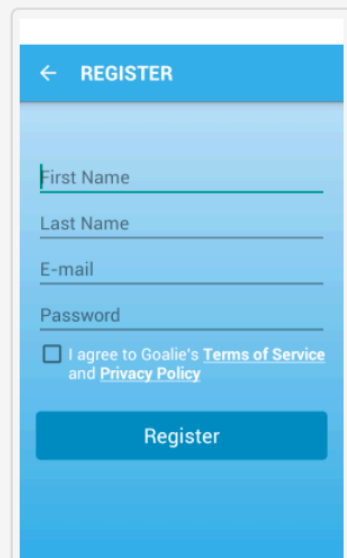 REGISTER
First Name
Last Name
E-mail
Password
I agree to Goalie's Terms of Service
and Privacy Policy
Register